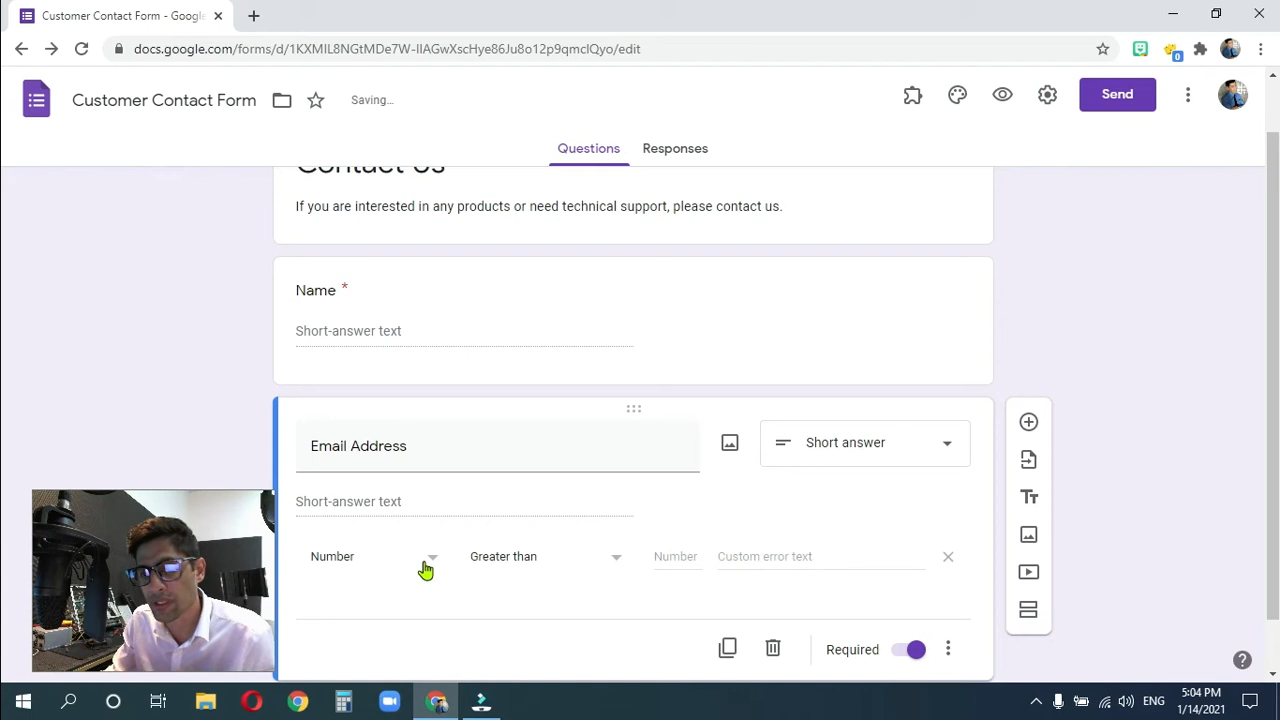 Customer Contact Form - Google
docs.google.com/forms/d/1KXMIL8NGtMDe7W-IIAGwXscHye86Ju8o12p9qmcIQyo/edit
0
Customer Contact Form
Saving...
Send
Questions
Responses
Contact Us
If you are interested in any products or need technical support, please contact us.
Name *
Short-answer text
Email Address
Short answer
Short-answer text
Number
Greater than
Number
Custom error text
Required
ENG
5:04 PM
1/14/2021